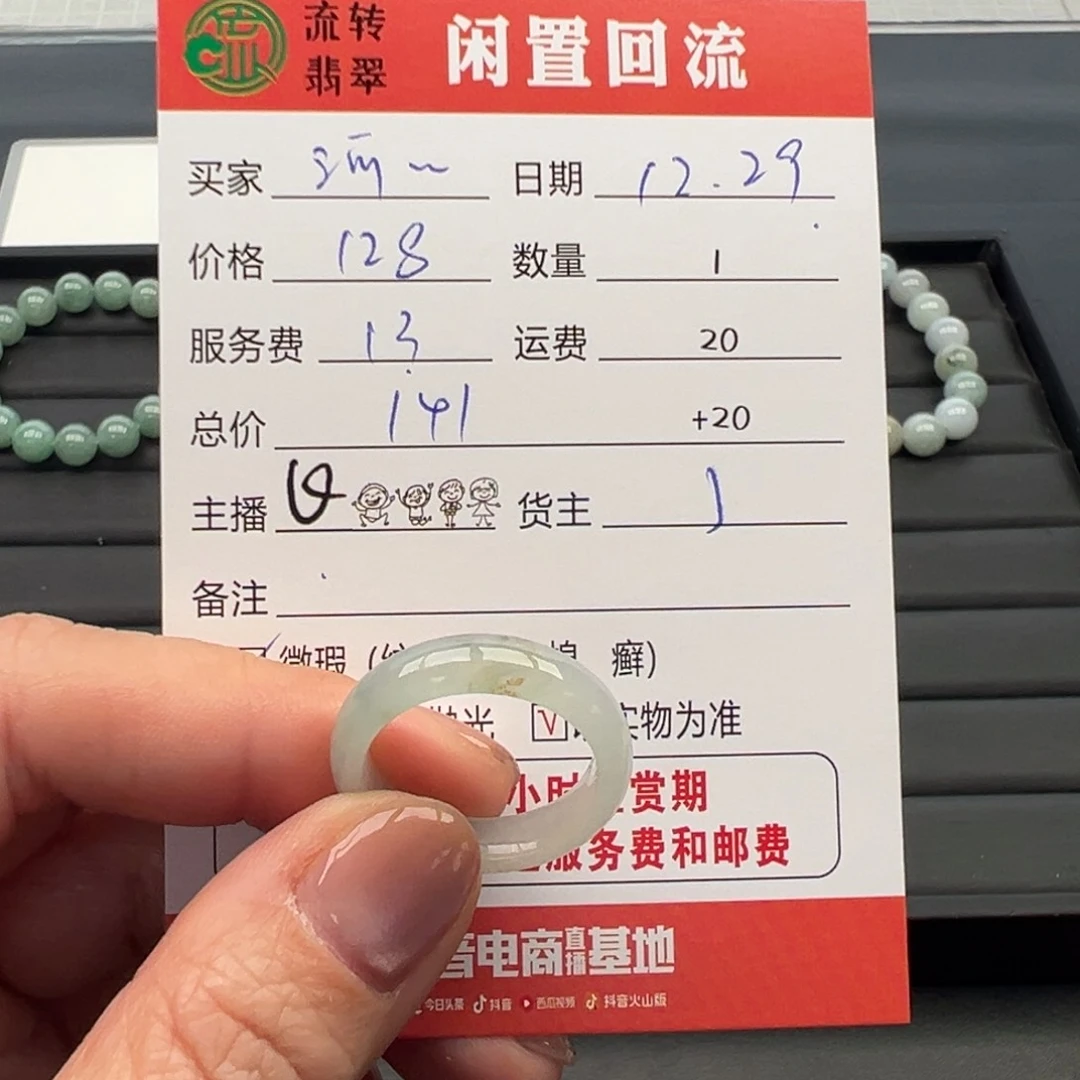 流转
翡翠
闲置回流
买家 日期 12.29
价格 128 数量 1
服务费 13 运费 20
总价 141 +20
主播 货主
备注
微瑕 癣)
抛光 √ 实物为准
小时 赏期
服务费和邮费
音电商直播基地
今日头条 抖音 西瓜视频 抖音火山版